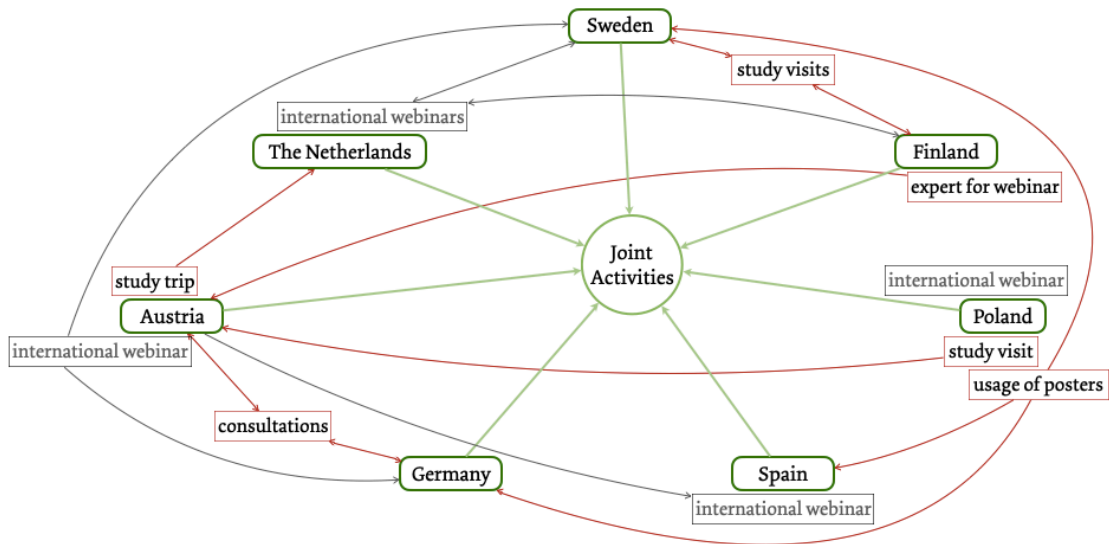 Sweden
study visits
international webinars
The Netherlands
Finland
expert for webinar
Joint
Activities
study trip
international webinar
Austria
Poland
international webinar
study visit
usage of posters
consultations
Germany
Spain
international webinar